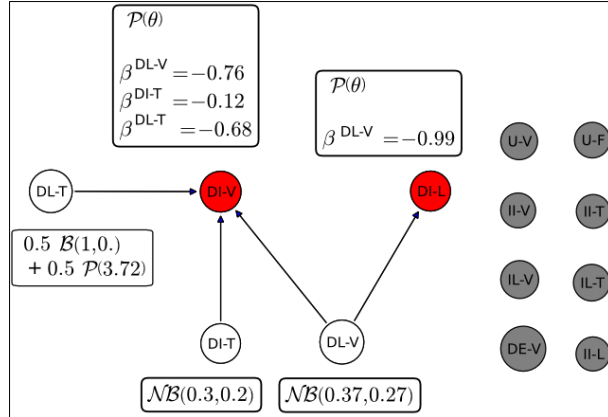 𝒫(θ)
β^DL-V = −0.76
β^DI-T = −0.12
β^DL-T = −0.68
𝒫(θ)
β^DL-V = −0.99
U-V
U-F
DL-T
DI-V
DI-L
II-V
II-T
0.5 ℬ(1,0.)
+ 0.5 𝒫(3.72)
IL-V
IL-T
DI-T
DL-V
DE-V
II-L
𝒩ℬ(0.3,0.2)
𝒩ℬ(0.37,0.27)